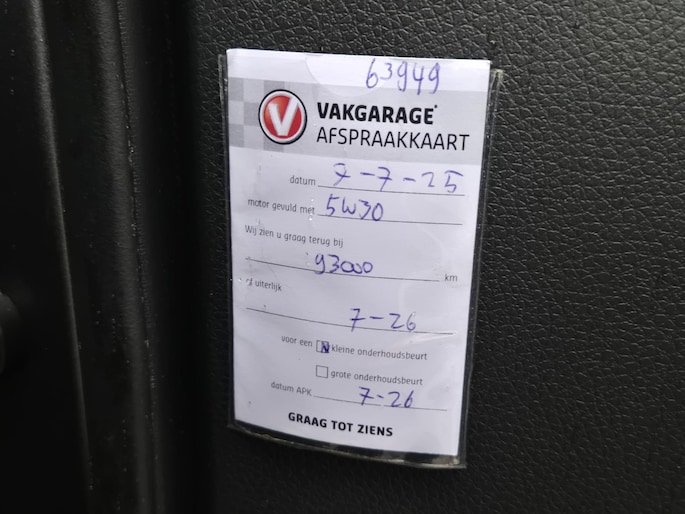 63949
V
VAKGARAGE
AFSPRAAKKAART
datum 7-7-25
motor gevuld met 5W30
Wij zien u graag terug bij
93000 km
of uiterlijk
7-26
voor een kleine onderhoudsbeurt
grote onderhoudsbeurt
datum APK 7-26
GRAAG TOT ZIENS